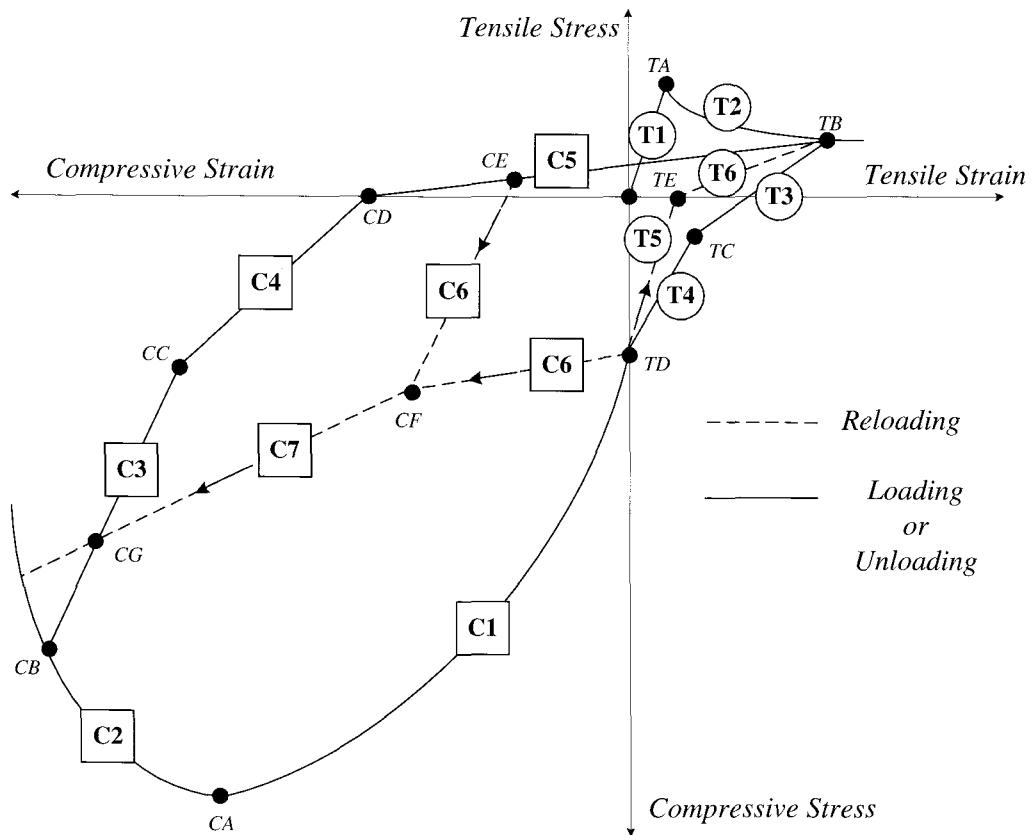 Tensile Stress
TA
T2
T1
TB
Compressive Strain
CE
C5
TE
T6
Tensile Strain
CD
T3
T5
TC
C4
C6
T4
CC
C6
TD
CF
Reloading
C7
C3
Loading
or
Unloading
CG
C1
CB
C2
CA
Compressive Stress